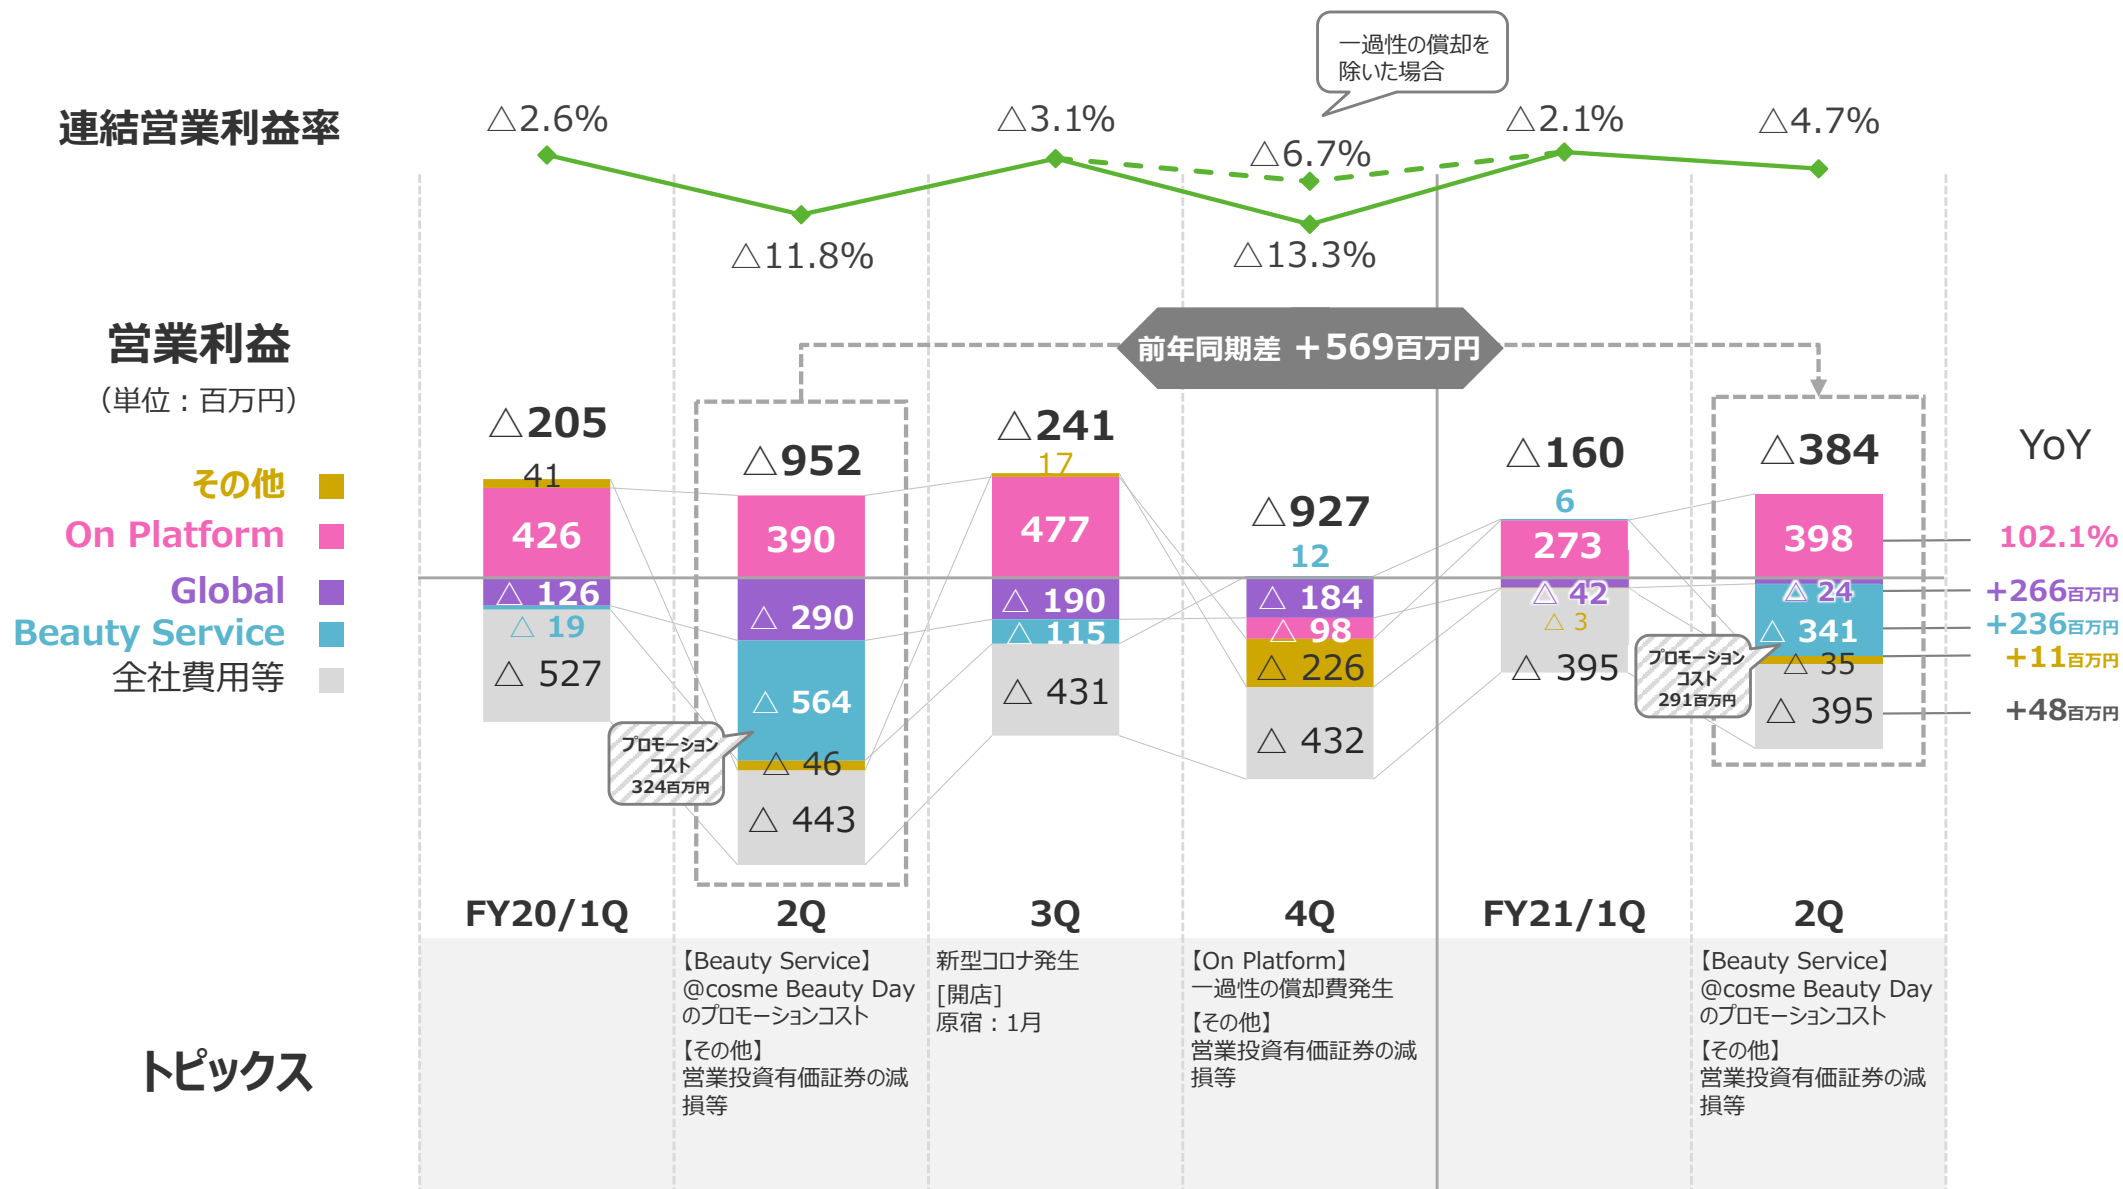 一過性の償却を
除いた場合
連結営業利益率
△2.6%
△11.8%
△3.1%
△6.7%
△13.3%
△2.1%
△4.7%
前年同期差 +569百万円
営業利益
（単位：百万円）
その他
On Platform
Global
Beauty Service
全社費用等
△205
41
426
△ 126
△ 19
△ 527
△952
390
△ 290
△ 564
△ 46
△ 443
プロモーション
コスト
324百万円
△241
17
477
△ 190
△ 115
△ 431
△927
12
△ 184
△ 98
△ 226
△ 432
△160
6
273
△ 42
△ 3
△ 395
△384
398
△ 24
△ 341
△ 35
△ 395
プロモーション
コスト
291百万円
YoY
102.1%
+266百万円
+236百万円
+11百万円
+48百万円
FY20/1Q
2Q
3Q
4Q
FY21/1Q
2Q
トピックス
【Beauty Service】
@cosme Beauty Day
のプロモーションコスト
【その他】
営業投資有価証券の減
損等
新型コロナ発生
[開店]
原宿：1月
【On Platform】
一過性の償却費発生
【その他】
営業投資有価証券の減
損等
【Beauty Service】
@cosme Beauty Day
のプロモーションコスト
【その他】
営業投資有価証券の減
損等